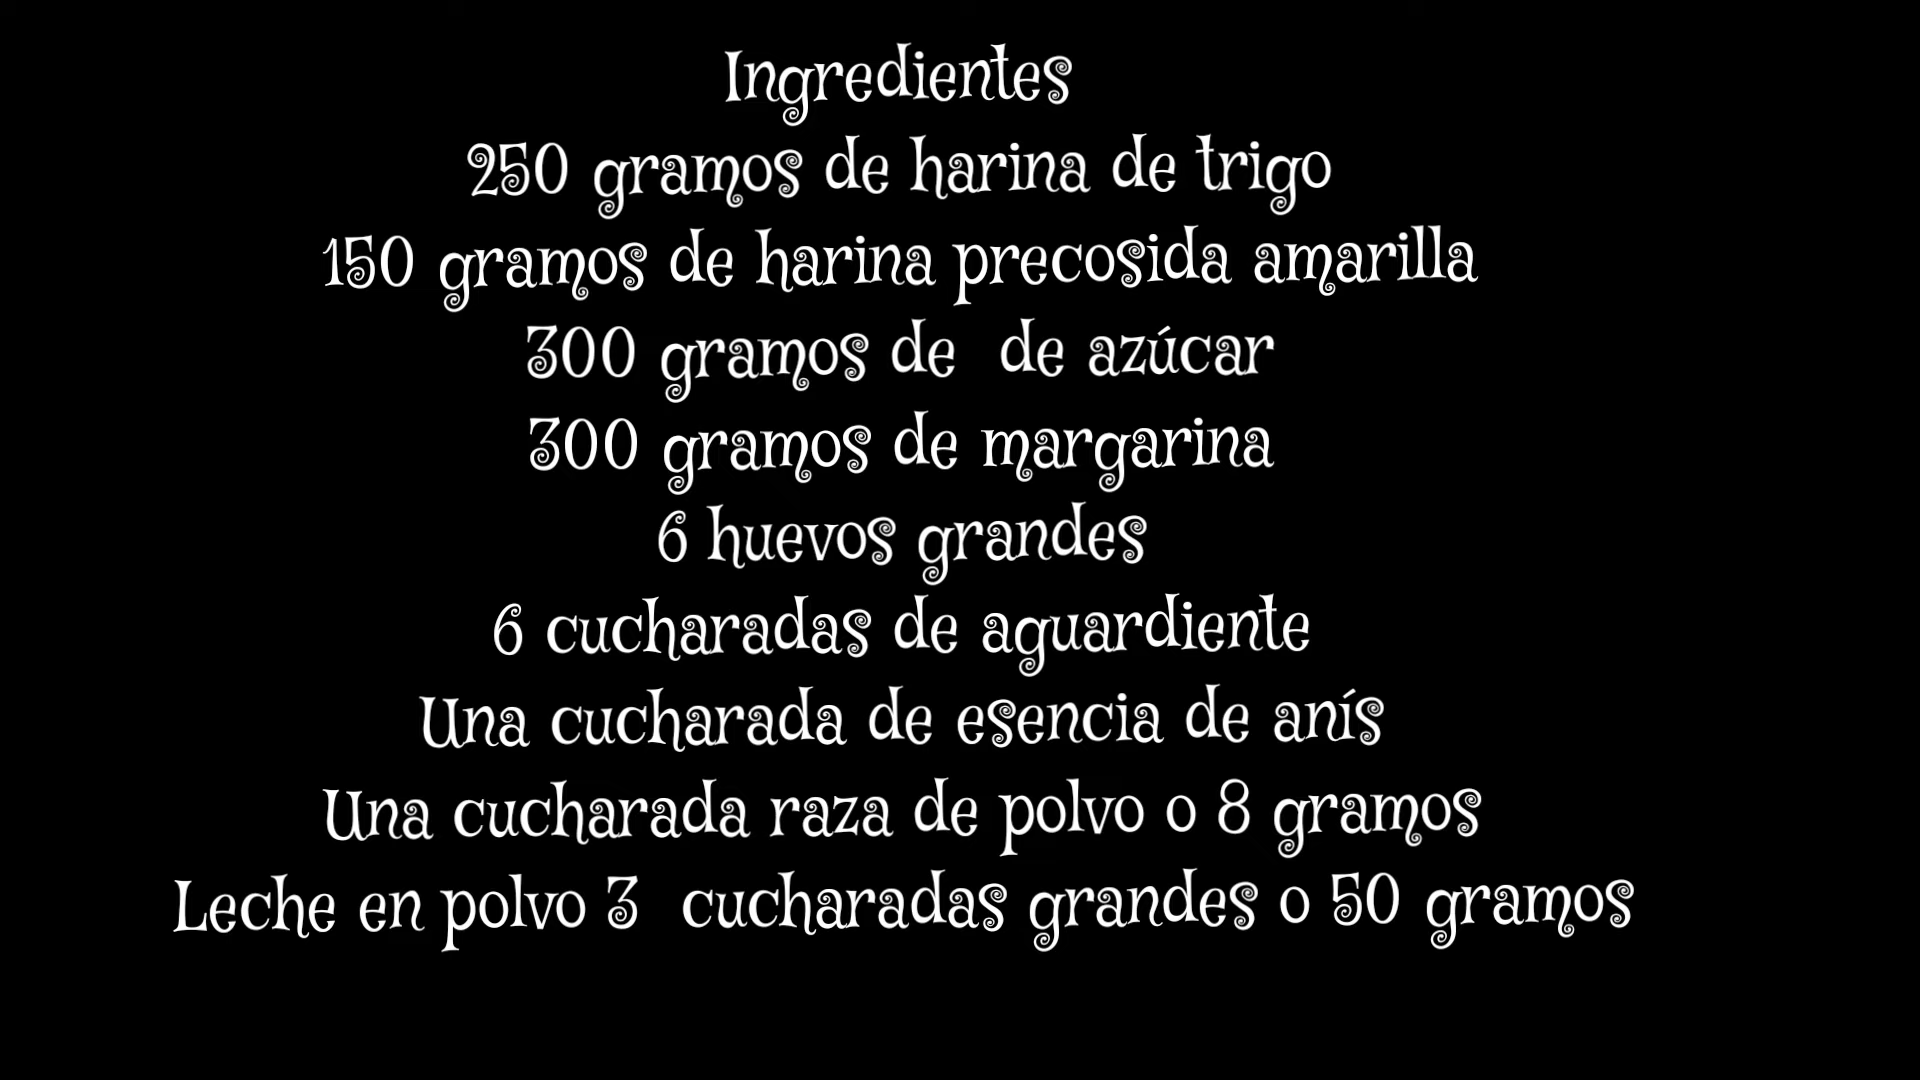 Ingredientes
250 gramos de harina de trigo
150 gramos de harina precosida amarilla
300 gramos de  de azúcar
300 gramos de margarina
6 huevos grandes
6 cucharadas de aguardiente
Una cucharada de esencia de anís
Una cucharada raza de polvo o 8 gramos
Leche en polvo 3  cucharadas grandes o 50 gramos